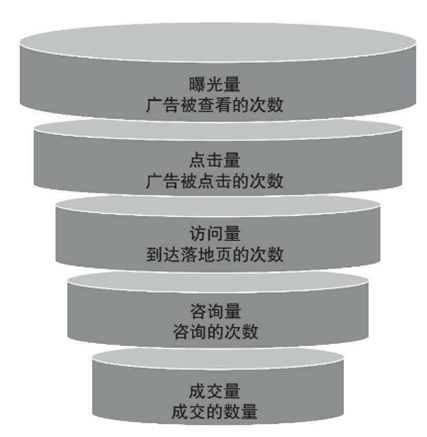 曝光量
广告被查看的次数
点击量
广告被点击的次数
访问量
到达落地页的次数
咨询量
咨询的次数
成交量
成交的数量